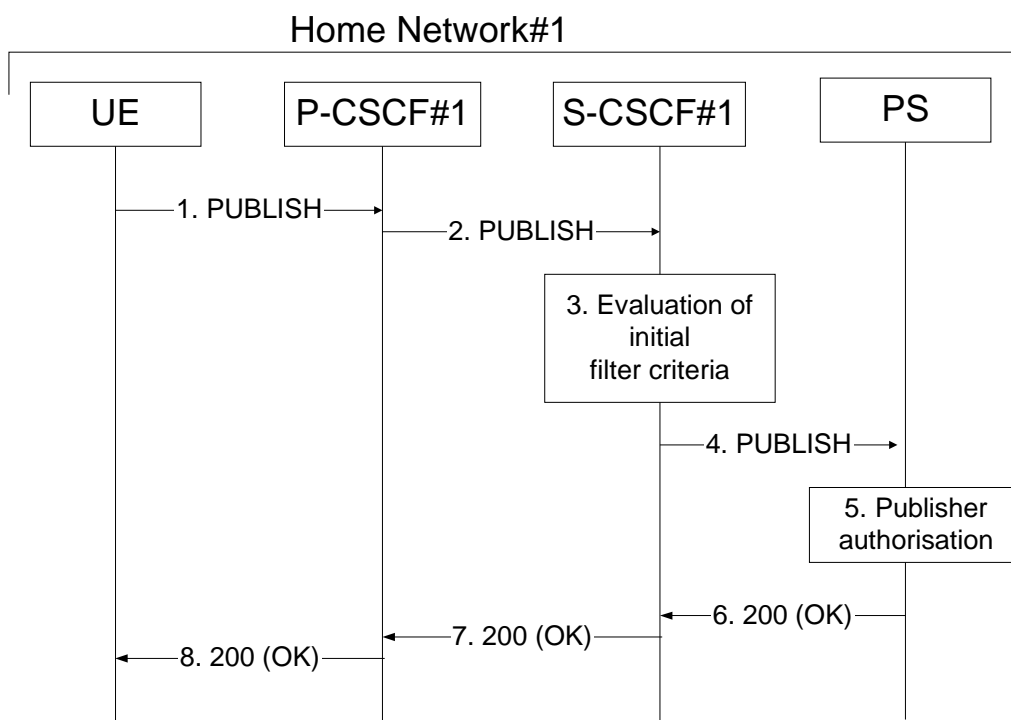 Home Network#1
UE
P-CSCF#1
S-CSCF#1
PS
1. PUBLISH
2. PUBLISH
3. Evaluation of
initial
filter criteria
4. PUBLISH
5. Publisher
authorisation
6. 200 (OK)
7. 200 (OK)
8. 200 (OK)